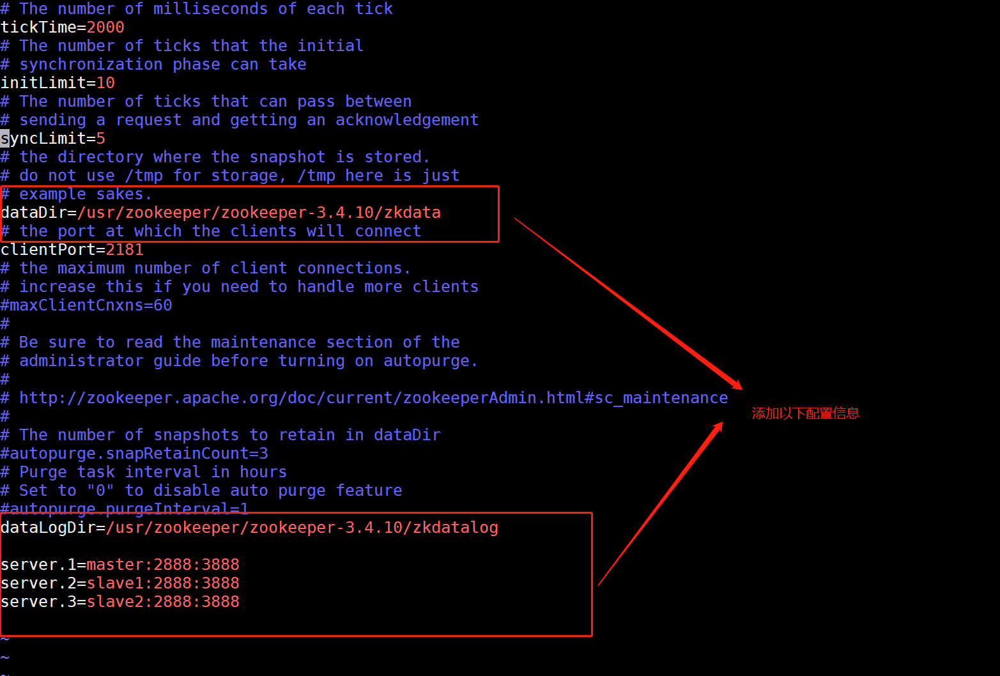 # The number of milliseconds of each tick
tickTime=2000
# The number of ticks that the initial
# synchronization phase can take
initLimit=10
# The number of ticks that can pass between
# sending a request and getting an acknowledgement
syncLimit=5
# the directory where the snapshot is stored.
# do not use /tmp for storage, /tmp here is just
# example sakes.
dataDir=/usr/zookeeper/zookeeper-3.4.10/zkdata
# the port at which the clients will connect
clientPort=2181
# the maximum number of client connections.
# increase this if you need to handle more clients
#maxClientCnxns=60
#
# Be sure to read the maintenance section of the
# administrator guide before turning on autopurge.
#
# http://zookeeper.apache.org/doc/current/zookeeperAdmin.html#sc_maintenance
#
添加以下配置信息
# The number of snapshots to retain in dataDir
#autopurge.snapRetainCount=3
# Purge task interval in hours
# Set to "0" to disable auto purge feature
#autopurge.purgeInterval=1
dataLogDir=/usr/zookeeper/zookeeper-3.4.10/zkdatalog
server.1=master:2888:3888
server.2=slave1:2888:3888
server.3=slave2:2888:3888
~
~
~